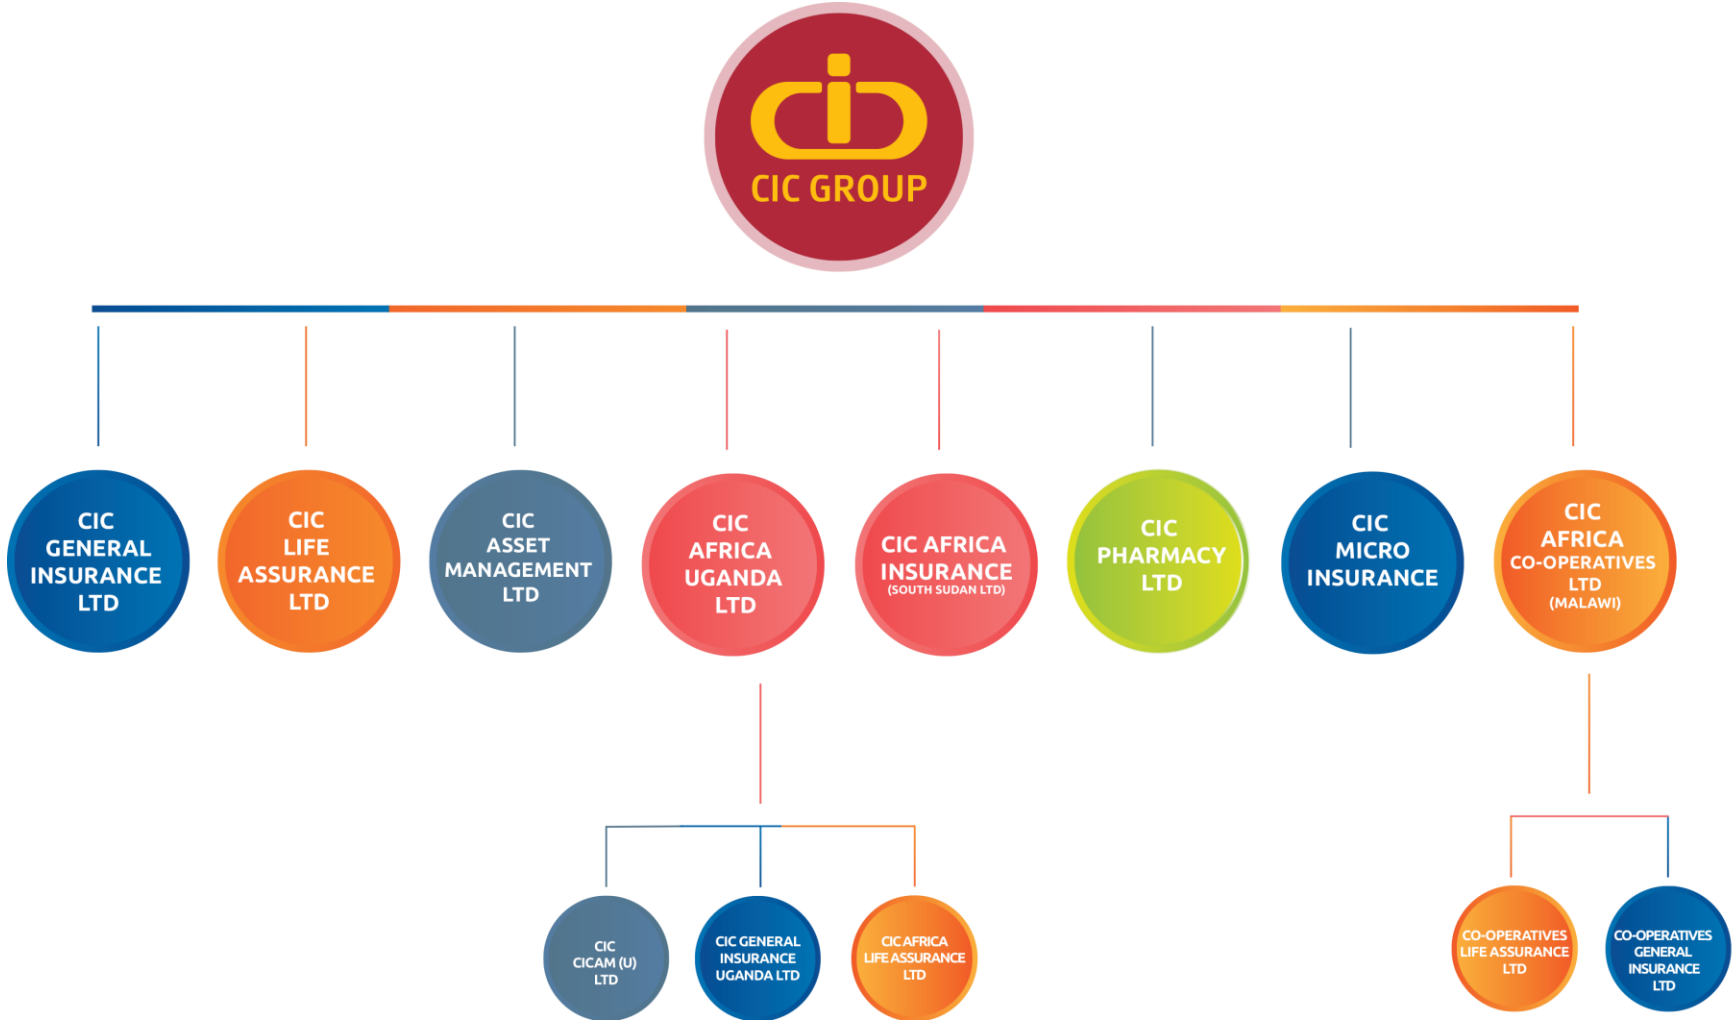 CIC GROUP
CIC
GENERAL
INSURANCE
LTD
CIC
LIFE
ASSURANCE
LTD
CIC
ASSET
MANAGEMENT
LTD
CIC
AFRICA
UGANDA
LTD
CIC AFRICA
INSURANCE
(SOUTH SUDAN LTD)
CIC
PHARMACY
LTD
CIC
MICRO
INSURANCE
CIC
AFRICA
CO-OPERATIVES
LTD
(MALAWI)
CIC
CICAM (U)
LTD
CIC GENERAL
INSURANCE
UGANDA LTD
CIC AFRICA
LIFE ASSURANCE
LTD
CO-OPERATIVES
LIFE ASSURANCE
LTD
CO-OPERATIVES
GENERAL
INSURANCE
LTD